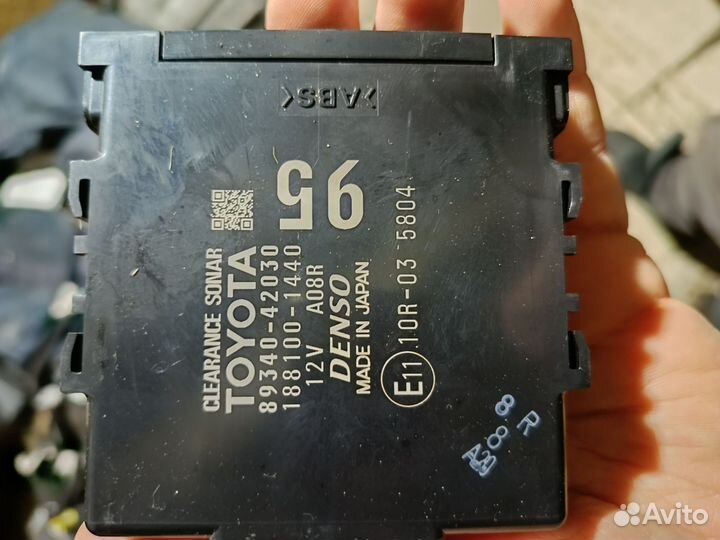 >ABS<
95
CLEARANCE SONAR
TOYOTA
89340-42030
188100-1440
12V A08R
DENSO
MADE IN JAPAN
E11 10R-03 5804
8 R
Avito